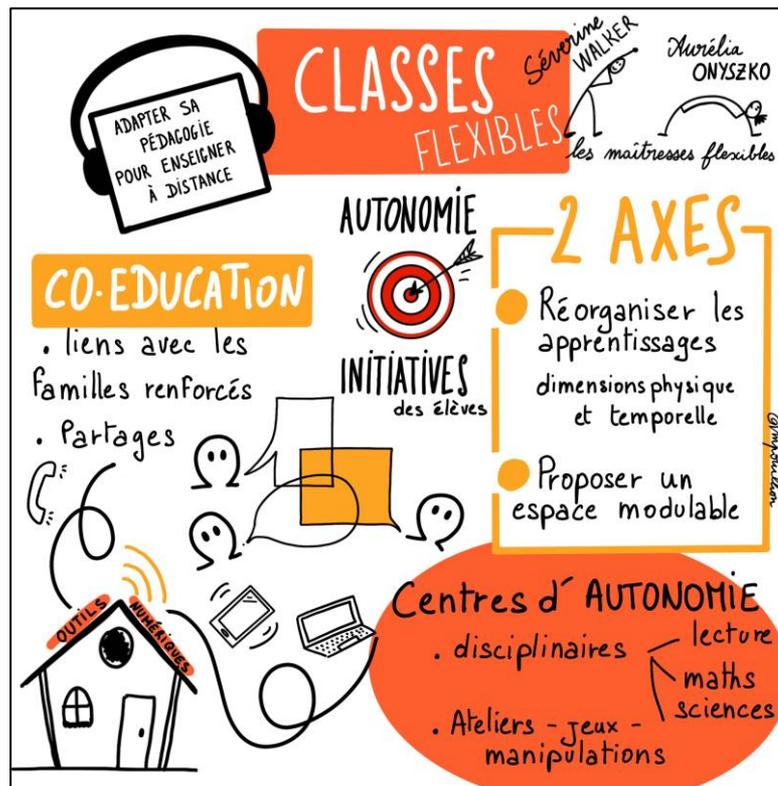 ADAPTER SA
PÉDAGOGIE
POUR ENSEIGNER
À DISTANCE
CLASSES
FLEXIBLES
Séverine
WALKER
Aurélia
ONYSZKO
les maîtresses flexibles
AUTONOMIE
INITIATIVES
des élèves
CO-EDUCATION
. liens avec les
familles renforcés
. Partages
2 AXES
Réorganiser les
apprentissages
dimensions physique
et temporelle
Proposer un
espace modulable
OUTILS
NUMÉRIQUES
Centres d'AUTONOMIE
. disciplinaires
lecture
maths
sciences
. Ateliers - jeux -
manipulations